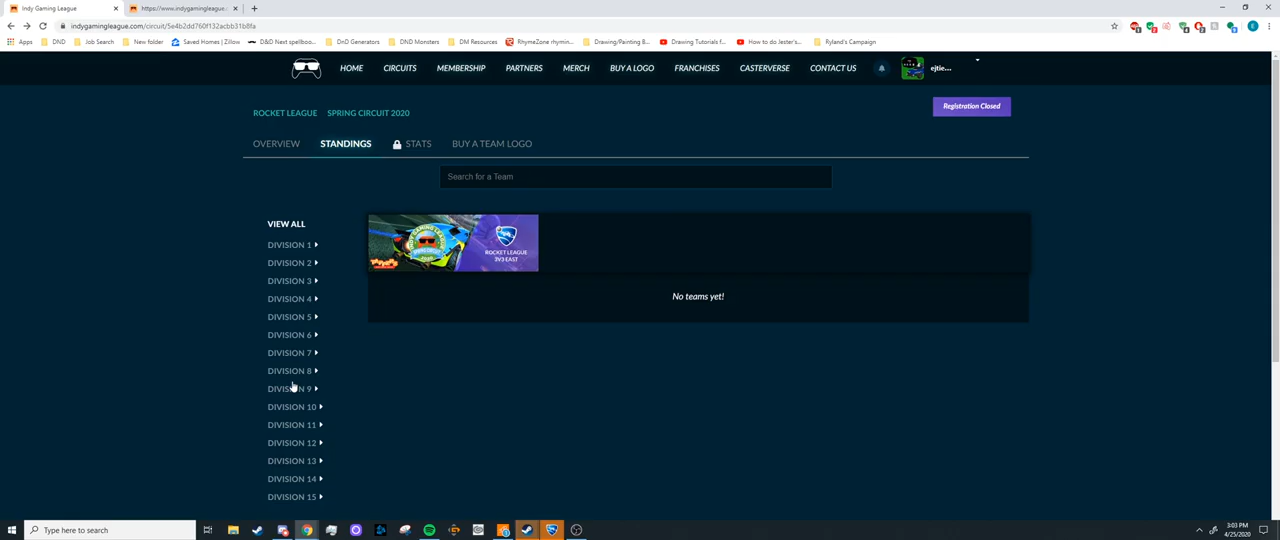 Indy Gaming League
https://www.indygamingleague.
indygamingleague.com/circuit/5e4b2dd760f132acbb31b8fa
Apps
DND
Job Search
New folder
Saved Homes | Zillow
D&D Next spellboo...
DnD Generators
DND Monsters
DM Resources
RhymeZone rhymin...
Drawing/Painting B...
Drawing Tutorials f...
How to do Jester's...
Ryland's Campaign
HOME
CIRCUITS
MEMBERSHIP
PARTNERS
MERCH
BUY A LOGO
FRANCHISES
CASTERVERSE
CONTACT US
ejtie...
ROCKET LEAGUE
SPRING CIRCUIT 2020
Registration Closed
OVERVIEW
STANDINGS
STATS
BUY A TEAM LOGO
Search for a Team
VIEW ALL
DIVISION 1
DIVISION 2
DIVISION 3
DIVISION 4
DIVISION 5
DIVISION 6
DIVISION 7
DIVISION 8
DIVISION 9
DIVISION 10
DIVISION 11
DIVISION 12
DIVISION 13
DIVISION 14
DIVISION 15
ROCKET LEAGUE
3V3 EAST
No teams yet!
Type here to search
3:03 PM
4/25/2020